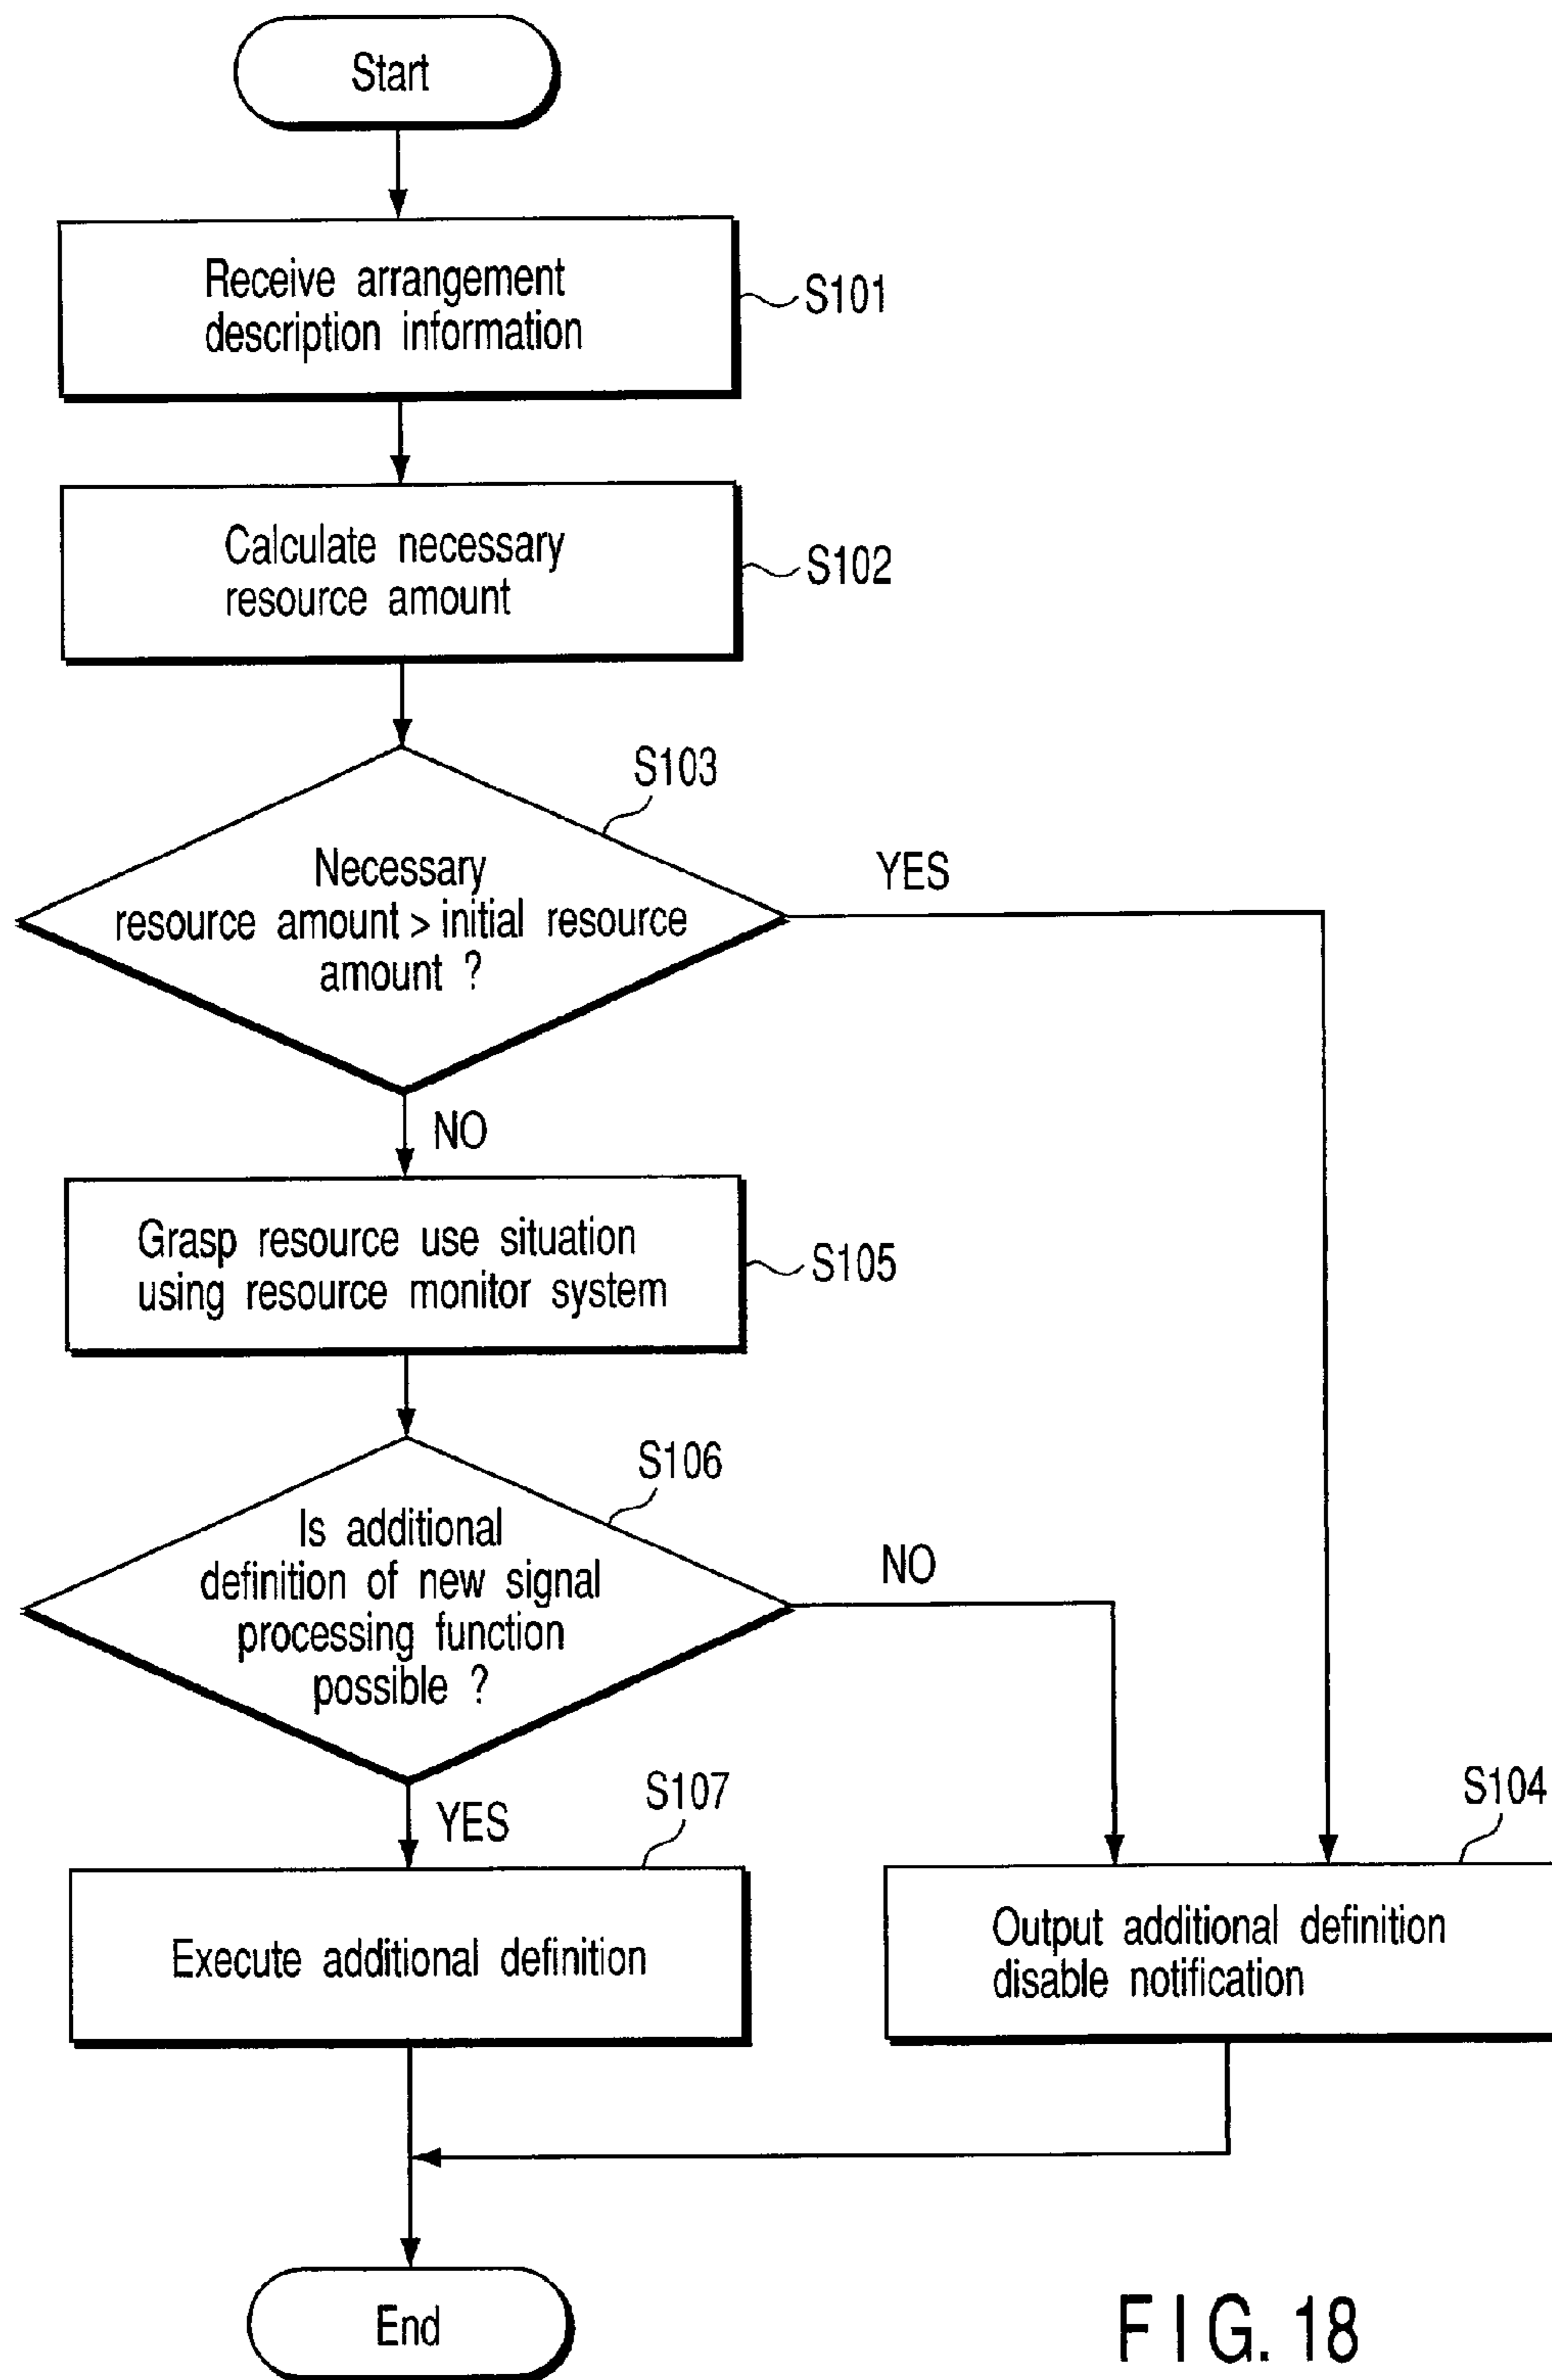 Start
Receive arrangement
description information
S101
Calculate necessary
resource amount
S102
S103
Necessary
resource amount > initial resource
amount ?
YES
NO
Grasp resource use situation
using resource monitor system
S105
S106
Is additional
definition of new signal
processing function
possible ?
NO
YES
S107
S104
Execute additional definition
Output additional definition
disable notification
End
FIG. 18